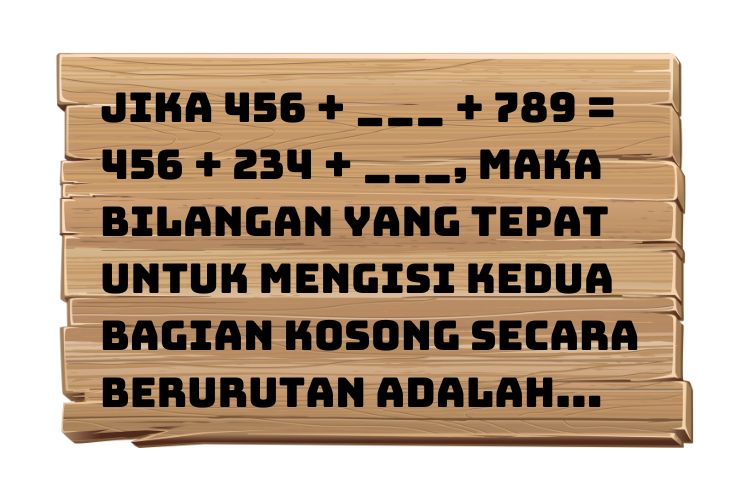 JIKA 456 + ___ + 789 =
456 + 234 + ___, MAKA
BILANGAN YANG TEPAT
UNTUK MENGISI KEDUA
BAGIAN KOSONG SECARA
BERURUTAN ADALAH...